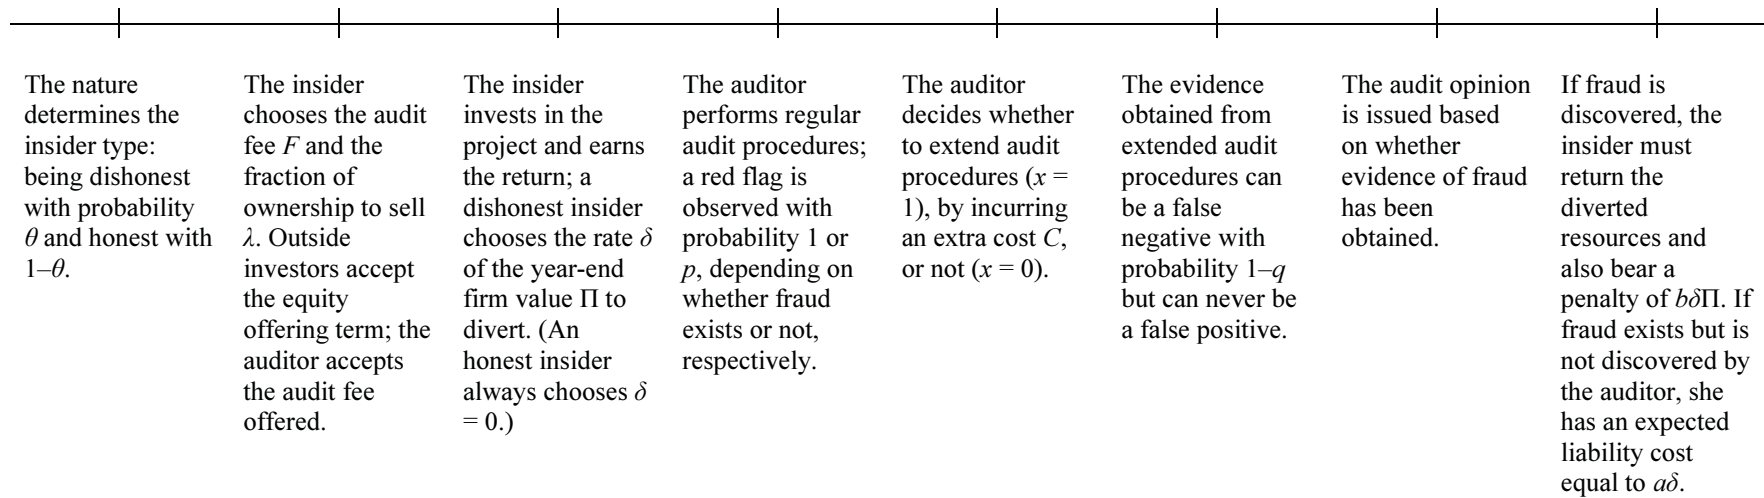 The nature
determines the
insider type:
being dishonest
with probability
θ and honest with
1–θ.
The insider
chooses the audit
fee F and the
fraction of
ownership to sell
λ. Outside
investors accept
the equity
offering term; the
auditor accepts
the audit fee
offered.
The insider
invests in the
project and earns
the return; a
dishonest insider
chooses the rate δ
of the year-end
firm value Π to
divert. (An
honest insider
always chooses δ
= 0.)
The auditor
performs regular
audit procedures;
a red flag is
observed with
probability 1 or
p, depending on
whether fraud
exists or not,
respectively.
The auditor
decides whether
to extend audit
procedures (x =
1), by incurring
an extra cost C,
or not (x = 0).
The evidence
obtained from
extended audit
procedures can
be a false
negative with
probability 1–q
but can never be
a false positive.
The audit opinion
is issued based
on whether
evidence of fraud
has been
obtained.
If fraud is
discovered, the
insider must
return the
diverted
resources and
also bear a
penalty of bδΠ. If
fraud exists but is
not discovered by
the auditor, she
has an expected
liability cost
equal to aδ.